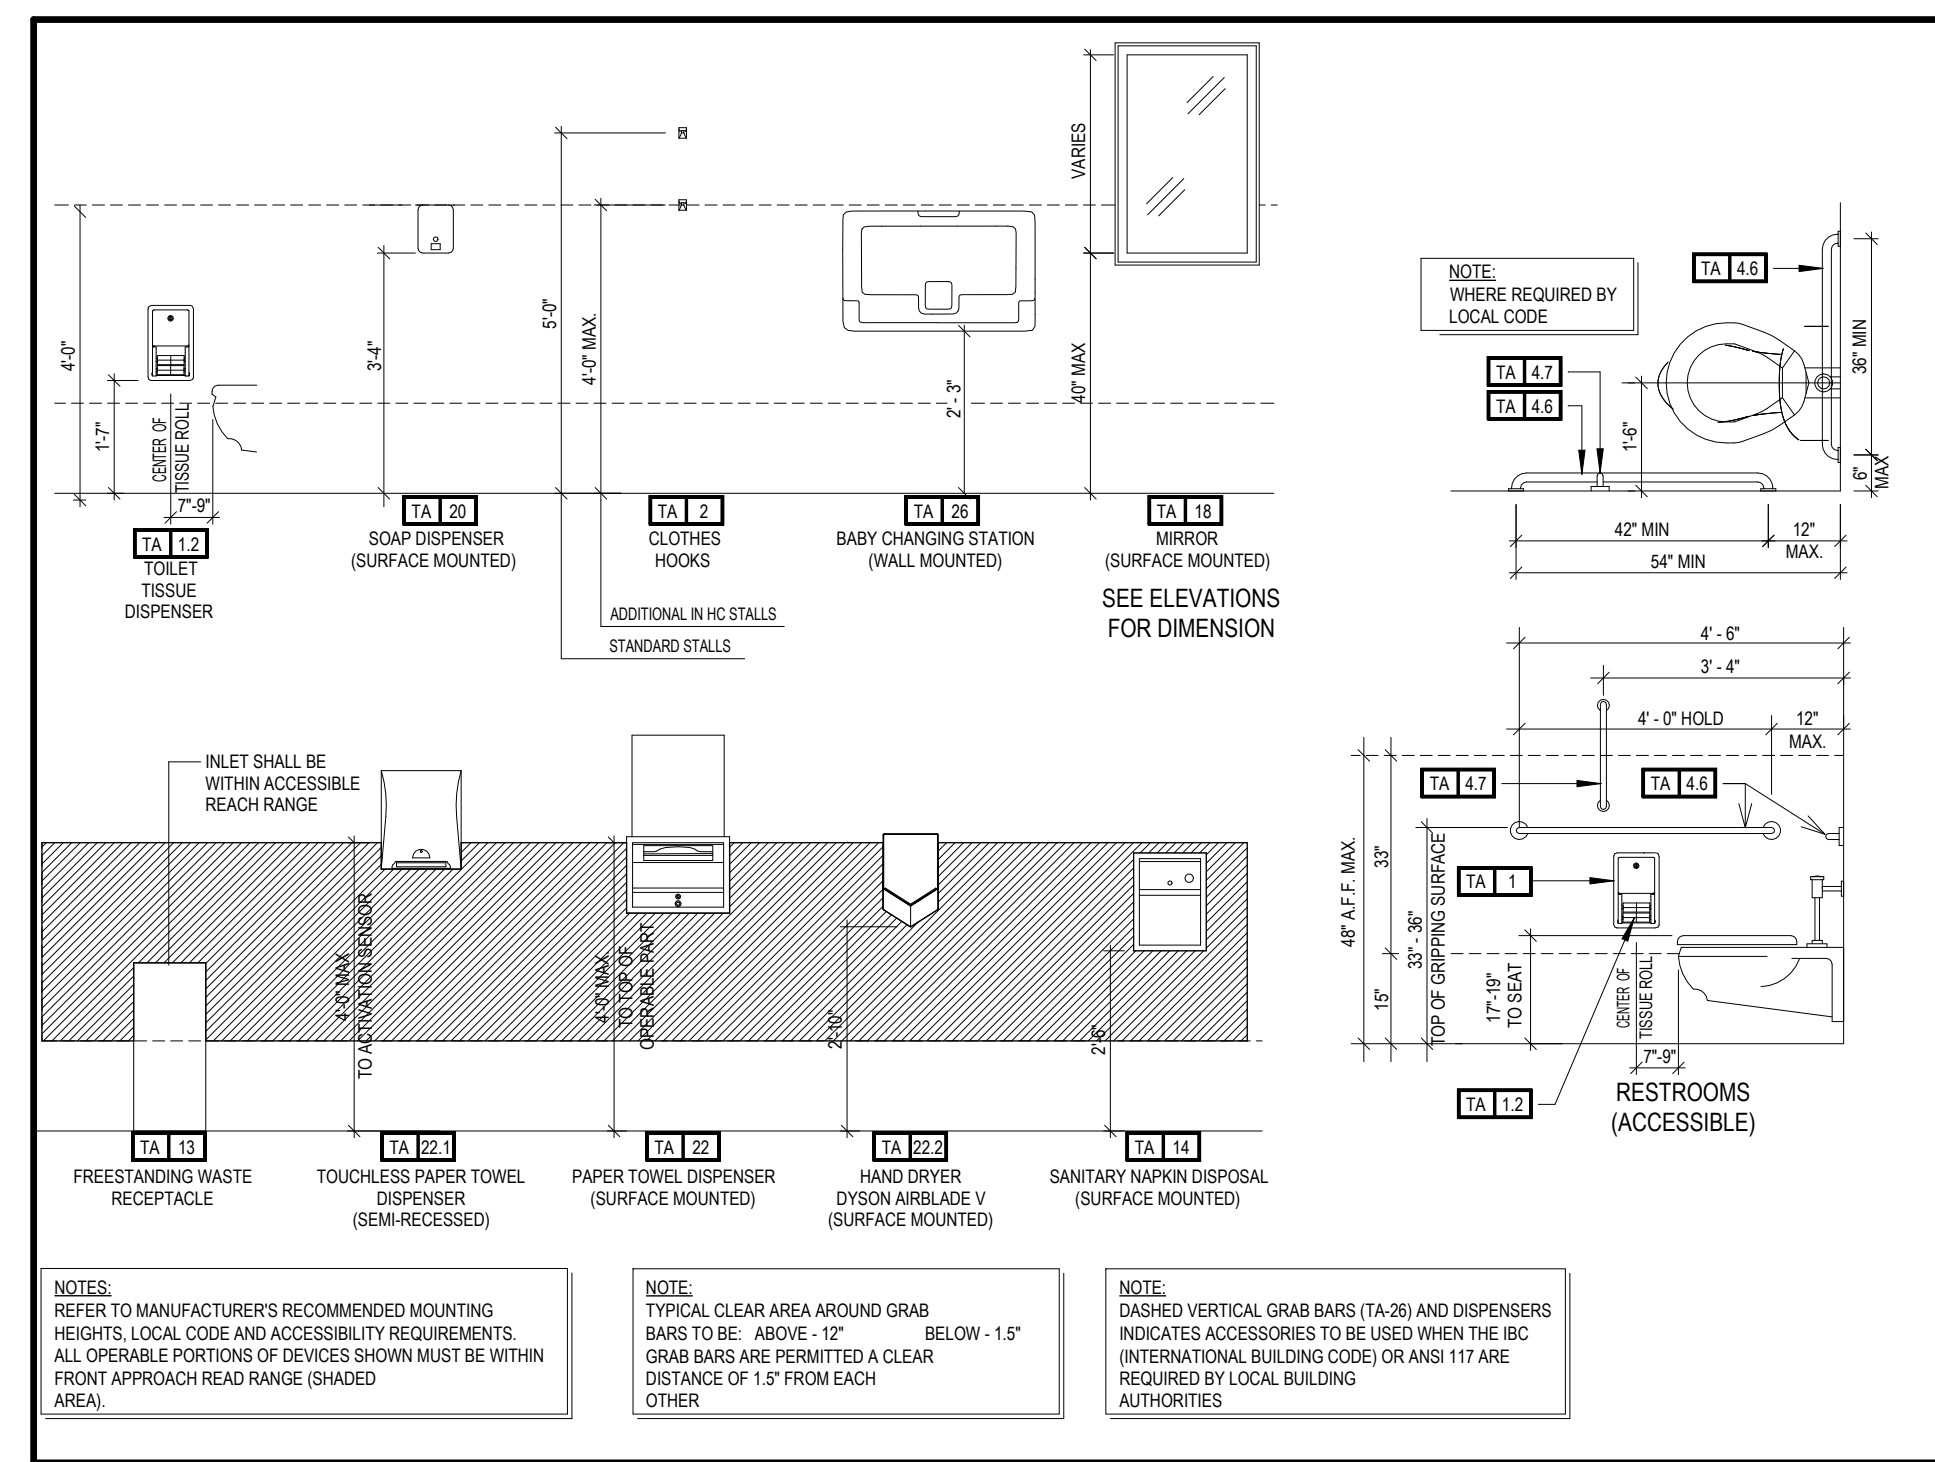 VARIES
4'-0"
1'-7"
CENTER OF
TISSUE ROLL
7"-9"
3'-4"
5'-0"
4'-0" MAX.
2' - 3"
40" MAX
TA 1.2
TOILET
TISSUE
DISPENSER
TA 20
SOAP DISPENSER
(SURFACE MOUNTED)
TA 2
CLOTHES
HOOKS
TA 26
BABY CHANGING STATION
(WALL MOUNTED)
TA 18
MIRROR
(SURFACE MOUNTED)
SEE ELEVATIONS
FOR DIMENSION
ADDITIONAL IN HC STALLS
STANDARD STALLS
NOTE:
WHERE REQUIRED BY
LOCAL CODE
TA 4.6
TA 4.7
TA 4.6
1'-6"
36" MIN
6"
MAX
42" MIN
12"
MAX.
54" MIN
INLET SHALL BE
WITHIN ACCESSIBLE
REACH RANGE
4'-0" MAX
TO ACTIVATION SENSOR
4'-0" MAX.
TO TOP OF
OPERABLE PART
2'-10"
2'-6"
TA 13
FREESTANDING WASTE
RECEPTACLE
TA 22.1
TOUCHLESS PAPER TOWEL
DISPENSER
(SEMI-RECESSED)
TA 22
PAPER TOWEL DISPENSER
(SURFACE MOUNTED)
TA 22.2
HAND DRYER
DYSON AIRBLADE V
(SURFACE MOUNTED)
TA 14
SANITARY NAPKIN DISPOSAL
(SURFACE MOUNTED)
4' - 6"
3' - 4"
4' - 0" HOLD
12"
MAX.
TA 4.7
TA 4.6
48" A.F.F. MAX.
33"
15"
33" - 36"
TOP OF GRIPPING SURFACE
TA 1
17"-19"
TO SEAT
CENTER OF
TISSUE ROLL
7"-9"
TA 1.2
RESTROOMS
(ACCESSIBLE)
NOTES:
REFER TO MANUFACTURER'S RECOMMENDED MOUNTING
HEIGHTS, LOCAL CODE AND ACCESSIBILITY REQUIREMENTS.
ALL OPERABLE PORTIONS OF DEVICES SHOWN MUST BE WITHIN
FRONT APPROACH READ RANGE (SHADED
AREA).
NOTE:
TYPICAL CLEAR AREA AROUND GRAB
BARS TO BE: ABOVE - 12" BELOW - 1.5"
GRAB BARS ARE PERMITTED A CLEAR
DISTANCE OF 1.5" FROM EACH
OTHER
NOTE:
DASHED VERTICAL GRAB BARS (TA-26) AND DISPENSERS
INDICATES ACCESSORIES TO BE USED WHEN THE IBC
(INTERNATIONAL BUILDING CODE) OR ANSI 117 ARE
REQUIRED BY LOCAL BUILDING
AUTHORITIES